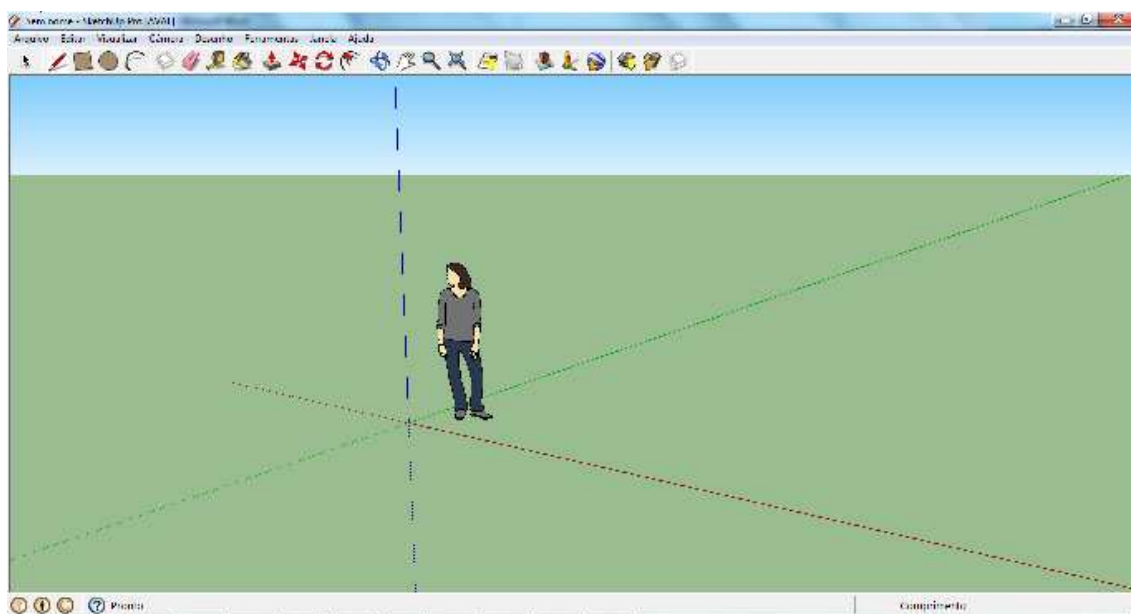 Sem nome - SketchUp Pro (AVAL)
Arquivo Editar Visualizar Câmera Desenho Ferramentas Janela Ajuda
Pronto
Comprimento